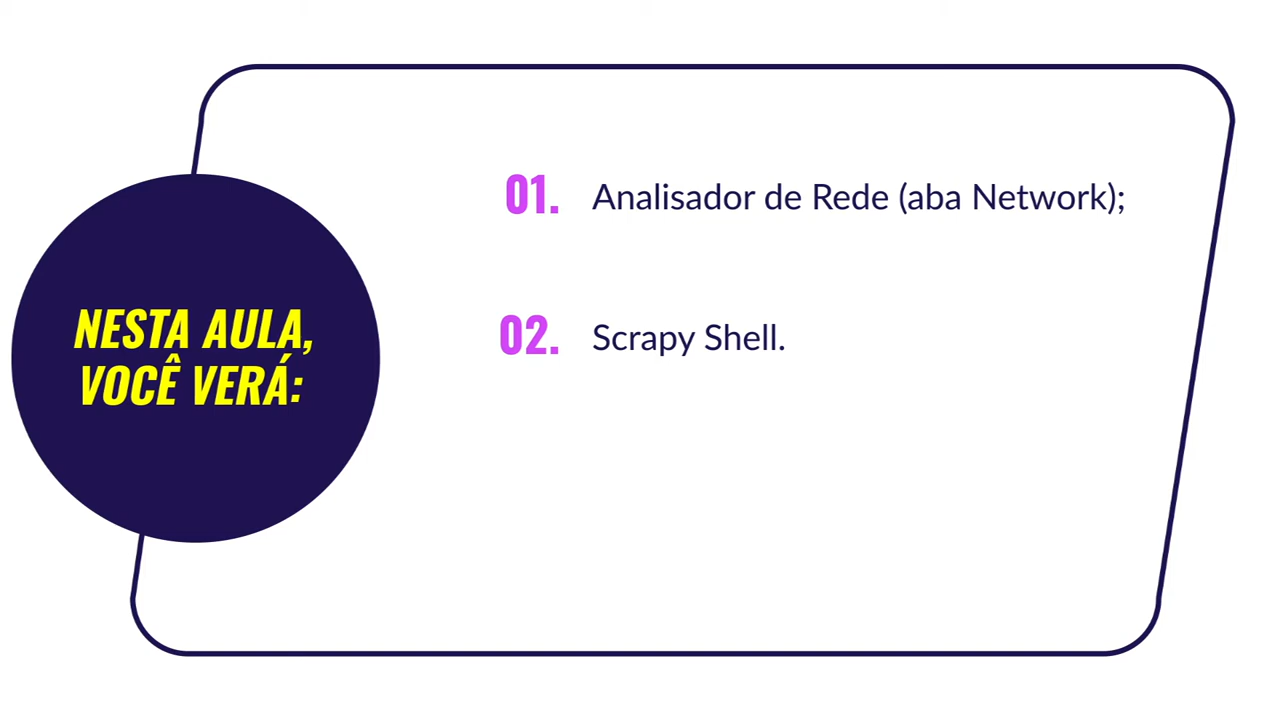 NESTA AULA,
VOCÊ VERÁ:
01. Analisador de Rede (aba Network);
02. Scrapy Shell.